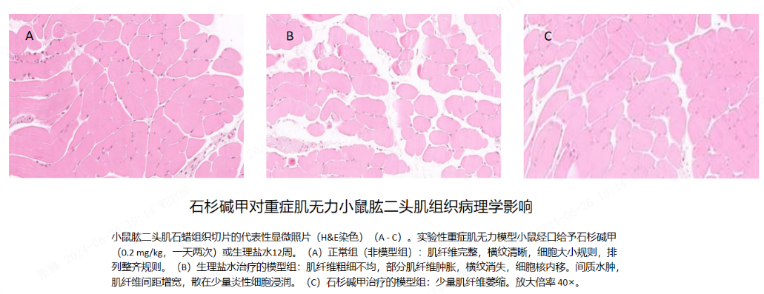 A
B
C
石杉碱甲对重症肌无力小鼠肱二头肌组织病理学影响
小鼠肱二头肌石蜡组织切片的代表性显微照片（H&E染色）（A - C）。实验性重症肌无力模型小鼠经口给予石杉碱甲
（0.2 mg/kg，一天两次）或生理盐水12周。（A）正常组（非模型组）：肌纤维完整，横纹清晰，细胞大小规则，排
列整齐规则。（B）生理盐水治疗的模型组：肌纤维粗细不均，部分肌纤维肿胀，横纹消失，细胞核内移。间质水肿，
肌纤维间距增宽，散在少量炎性细胞浸润。（C）石杉碱甲治疗的模型组：少量肌纤维萎缩。放大倍率 40×。